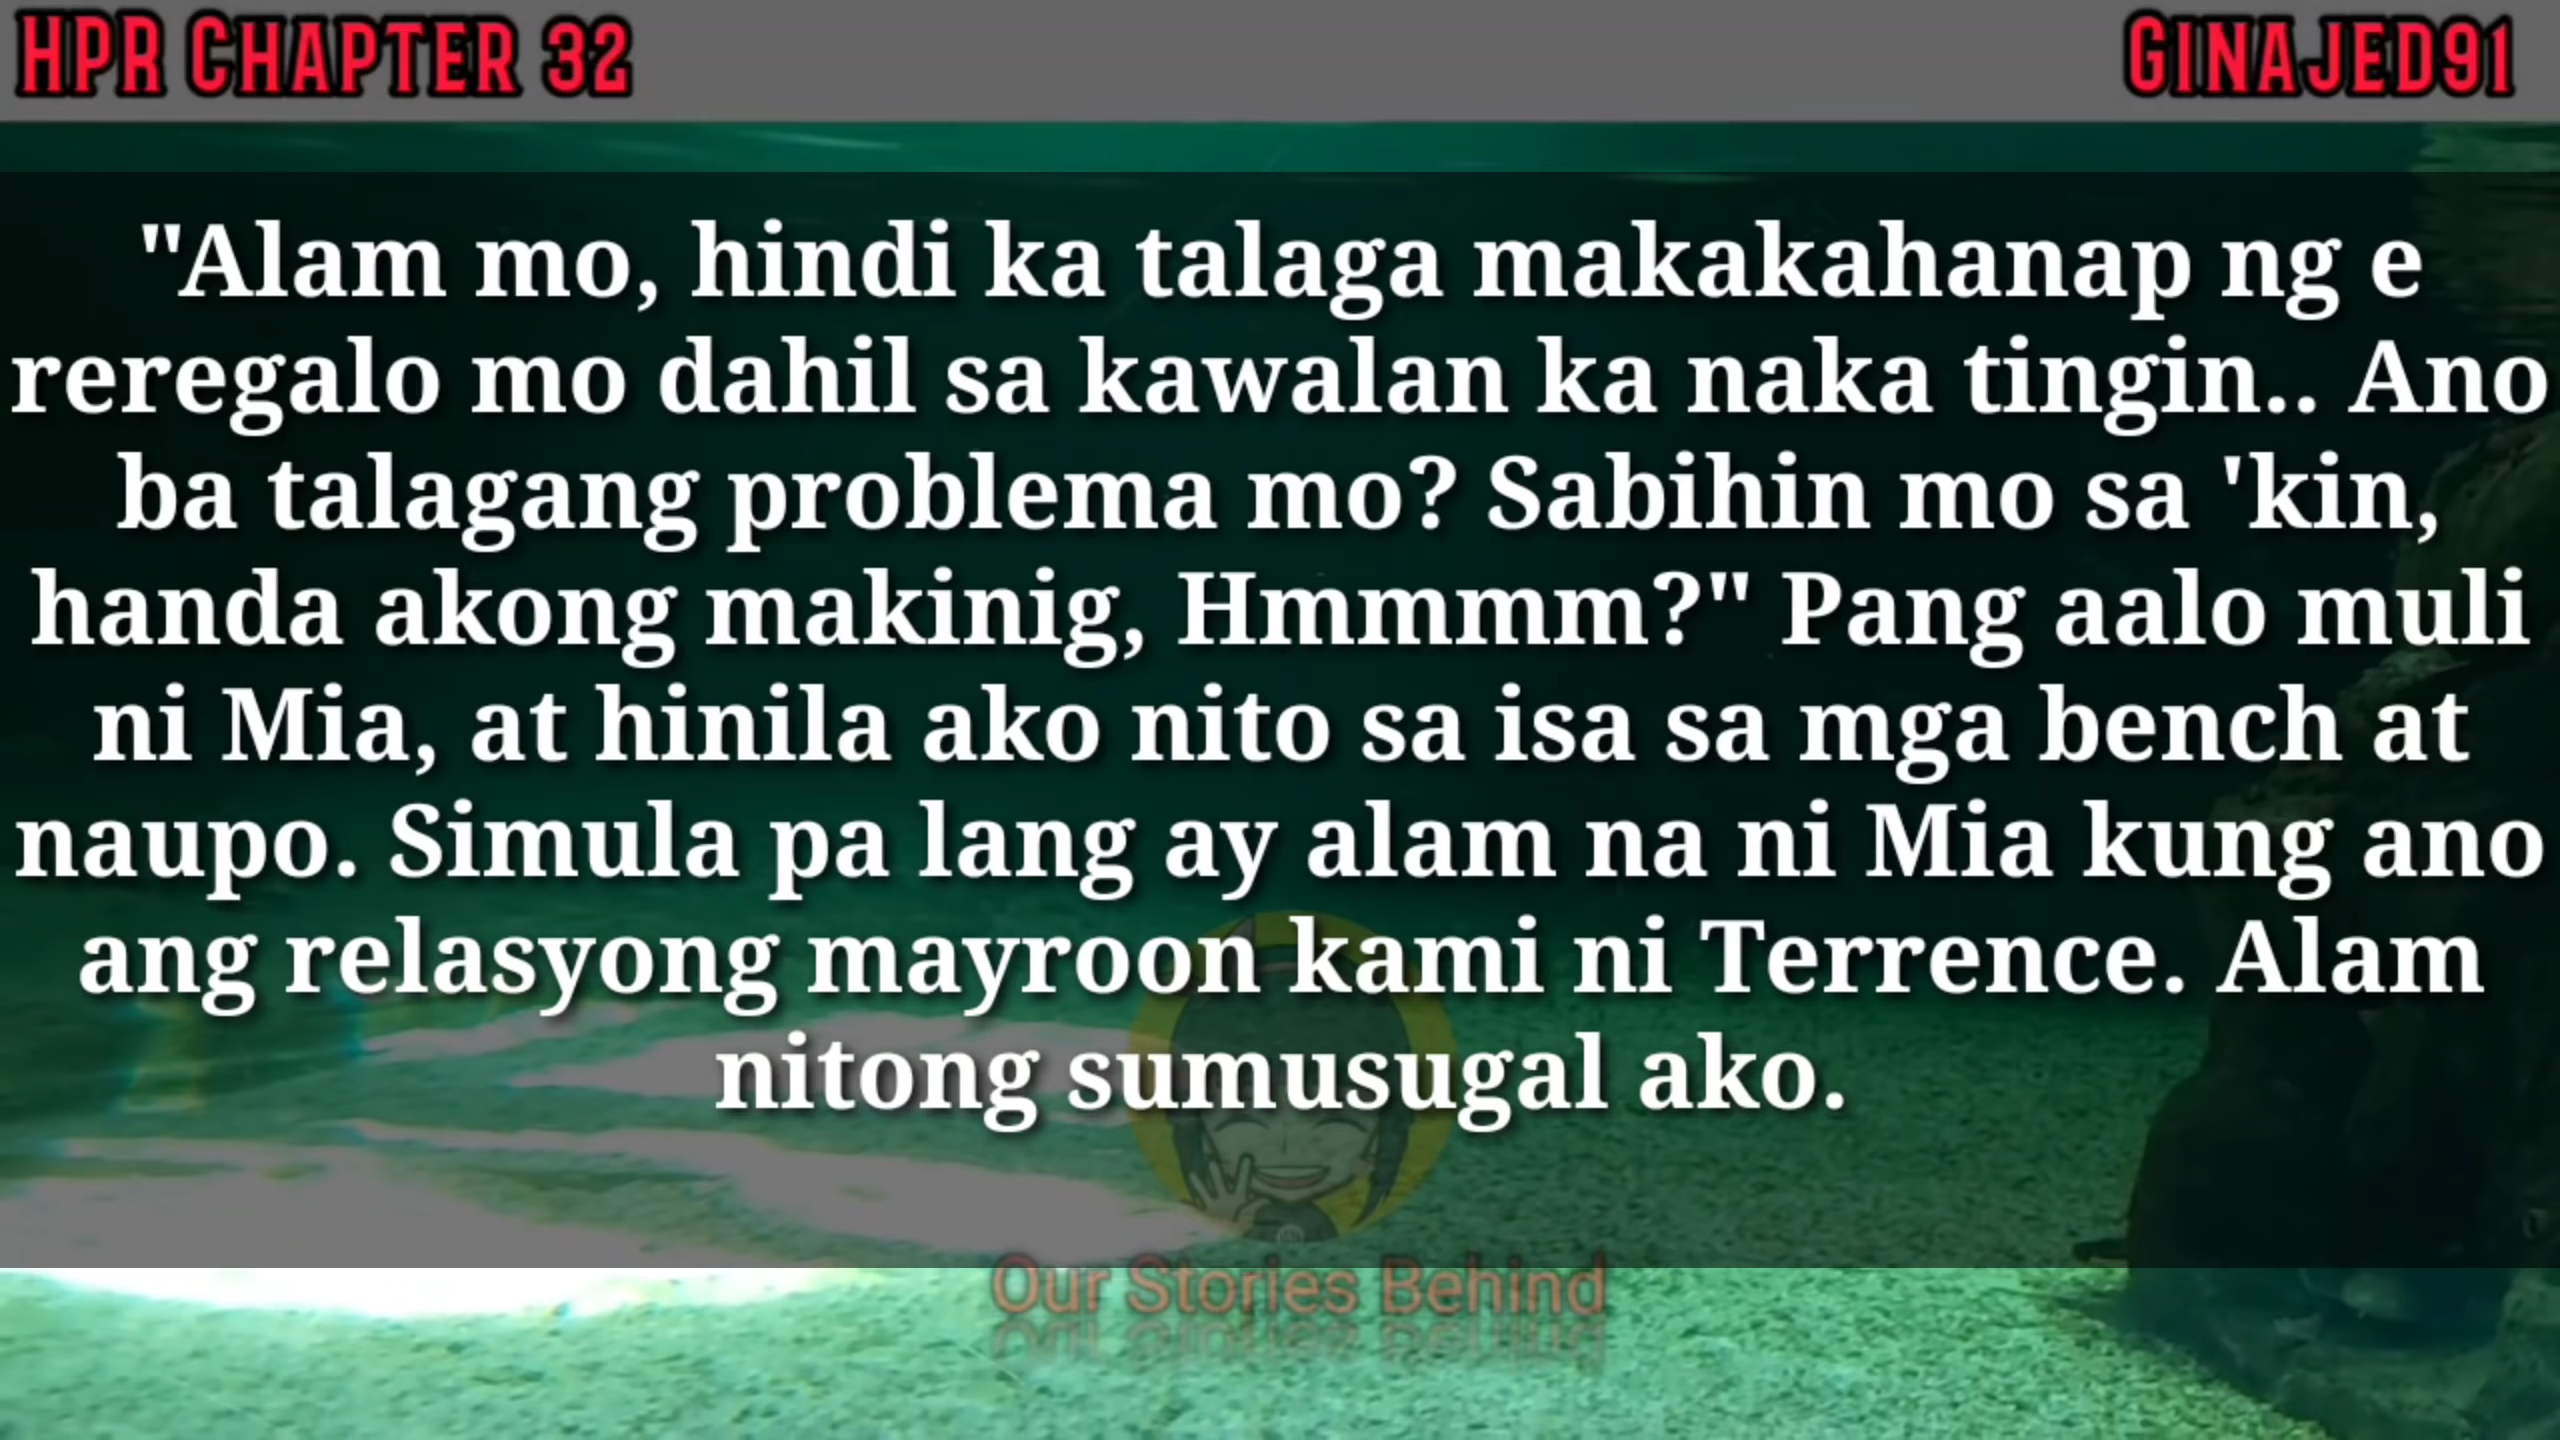 HPR Chapter 32
Ginajed91
"Alam mo, hindi ka talaga makakahanap ng e
reregalo mo dahil sa kawalan ka naka tingin.. Ano
ba talagang problema mo? Sabihin mo sa 'kin,
handa akong makinig, Hmmmm?" Pang aalo muli
ni Mia, at hinila ako nito sa isa sa mga bench at
naupo. Simula pa lang ay alam na ni Mia kung ano
ang relasyong mayroon kami ni Terrence. Alam
nitong sumusugal ako.
Our Stories Behind